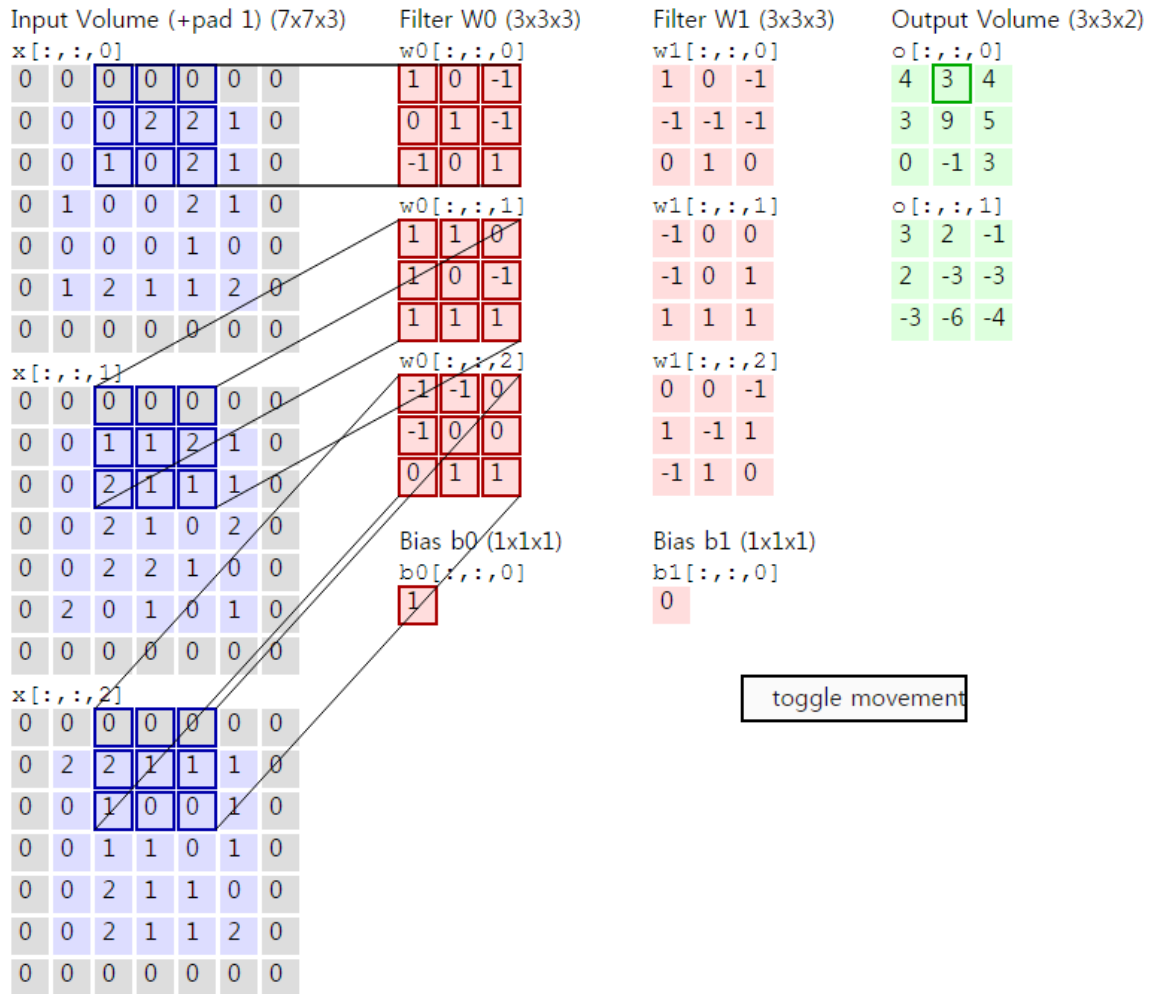 Input Volume (+pad 1) (7x7x3)
x[:,:,0]
0 0 0 0 0 0 0
0 0 0 2 2 1 0
0 0 1 0 2 1 0
0 1 0 0 2 1 0
0 0 0 0 1 0 0
0 1 2 1 1 2 0
0 0 0 0 0 0 0
x[:,:,1]
0 0 0 0 0 0 0
0 0 1 1 2 1 0
0 0 2 1 1 1 0
0 0 2 1 0 2 0
0 0 2 2 1 0 0
0 2 0 1 0 1 0
0 0 0 0 0 0 0
x[:,:,2]
0 0 0 0 0 0 0
0 2 2 1 1 1 0
0 0 1 0 0 1 0
0 0 1 1 0 1 0
0 0 2 1 1 0 0
0 0 2 1 1 2 0
0 0 0 0 0 0 0
Filter W0 (3x3x3)
w0[:,:,0]
1 0 -1
0 1 -1
-1 0 1
w0[:,:,1]
1 1 0
1 0 -1
1 1 1
w0[:,:,2]
-1 -1 0
-1 0 0
0 1 1
Bias b0 (1x1x1)
b0[:,:,0]
1
Filter W1 (3x3x3)
w1[:,:,0]
1 0 -1
-1 -1 -1
0 1 0
w1[:,:,1]
-1 0 0
-1 0 1
1 1 1
w1[:,:,2]
0 0 -1
1 -1 1
-1 1 0
Bias b1 (1x1x1)
b1[:,:,0]
0
Output Volume (3x3x2)
o[:,:,0]
4 3 4
3 9 5
0 -1 3
o[:,:,1]
3 2 -1
2 -3 -3
-3 -6 -4
toggle movement